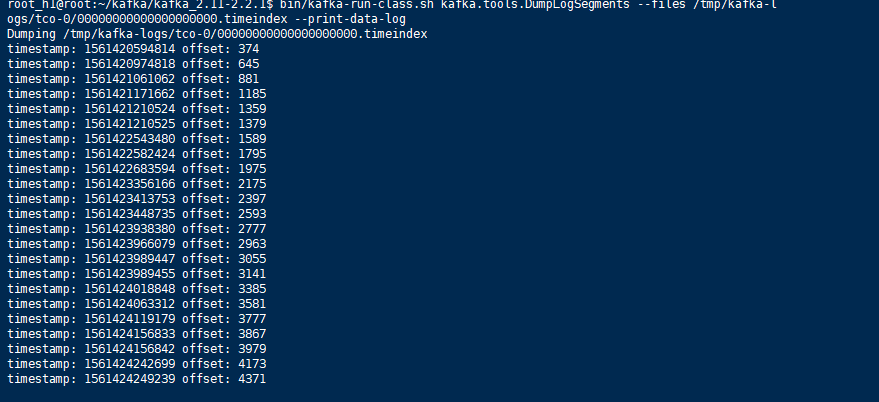 root_h1@root:~/kafka/kafka_2.11-2.2.1$ bin/kafka-run-class.sh kafka.tools.DumpLogSegments --files /tmp/kafka-l
ogs/tco-0/00000000000000000000.timeindex --print-data-log
Dumping /tmp/kafka-logs/tco-0/00000000000000000000.timeindex
timestamp: 1561420594814 offset: 374
timestamp: 1561420974818 offset: 645
timestamp: 1561421061062 offset: 881
timestamp: 1561421171662 offset: 1185
timestamp: 1561421210524 offset: 1359
timestamp: 1561421210525 offset: 1379
timestamp: 1561422543480 offset: 1589
timestamp: 1561422582424 offset: 1795
timestamp: 1561422683594 offset: 1975
timestamp: 1561423356166 offset: 2175
timestamp: 1561423413753 offset: 2397
timestamp: 1561423448735 offset: 2593
timestamp: 1561423938380 offset: 2777
timestamp: 1561423966079 offset: 2963
timestamp: 1561423989447 offset: 3055
timestamp: 1561423989455 offset: 3141
timestamp: 1561424018848 offset: 3385
timestamp: 1561424063312 offset: 3581
timestamp: 1561424119179 offset: 3777
timestamp: 1561424156833 offset: 3867
timestamp: 1561424156842 offset: 3979
timestamp: 1561424242699 offset: 4173
timestamp: 1561424249239 offset: 4371